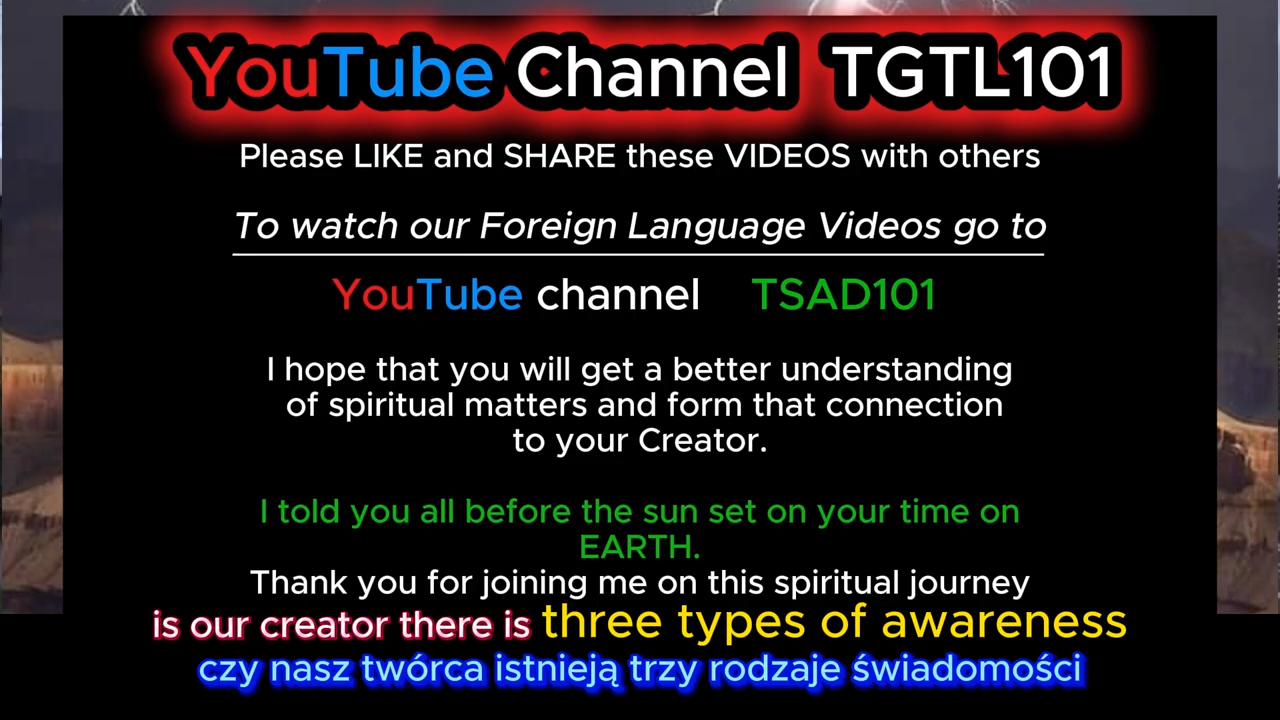 YouTube Channel TGTL101
Please LIKE and SHARE these VIDEOS with others
To watch our Foreign Language Videos go to
YouTube channel TSAD101
I hope that you will get a better understanding
of spiritual matters and form that connection
to your Creator.
I told you all before the sun set on your time on
EARTH.
Thank you for joining me on this spiritual journey
is our creator there is three types of awareness
czy nasz twórca istnieją trzy rodzaje świadomości